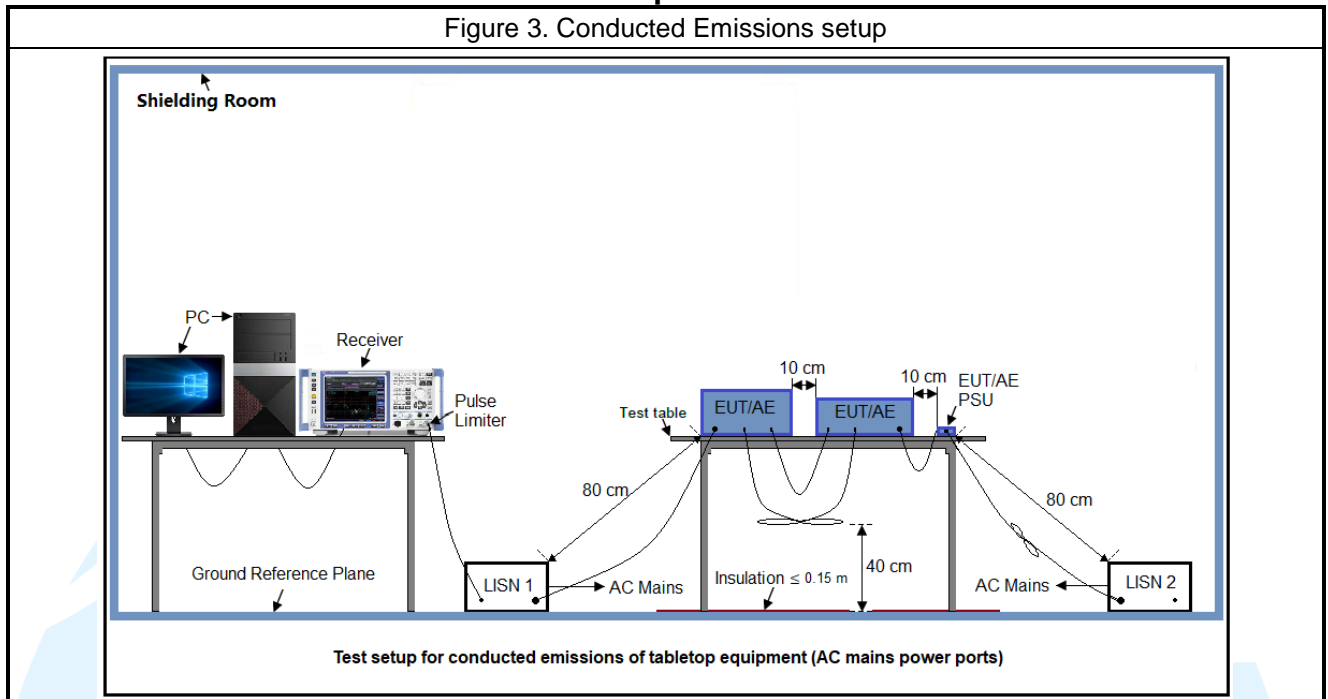 Figure 3. Conducted Emissions setup
Shielding Room
PC
Receiver
Pulse
Limiter
10 cm
10 cm
EUT/AE
PSU
Test table
EUT/AE
EUT/AE
80 cm
80 cm
40 cm
Ground Reference Plane
LISN 1
AC Mains
Insulation ≤ 0.15 m
AC Mains
LISN 2
Test setup for conducted emissions of tabletop equipment (AC mains power ports)